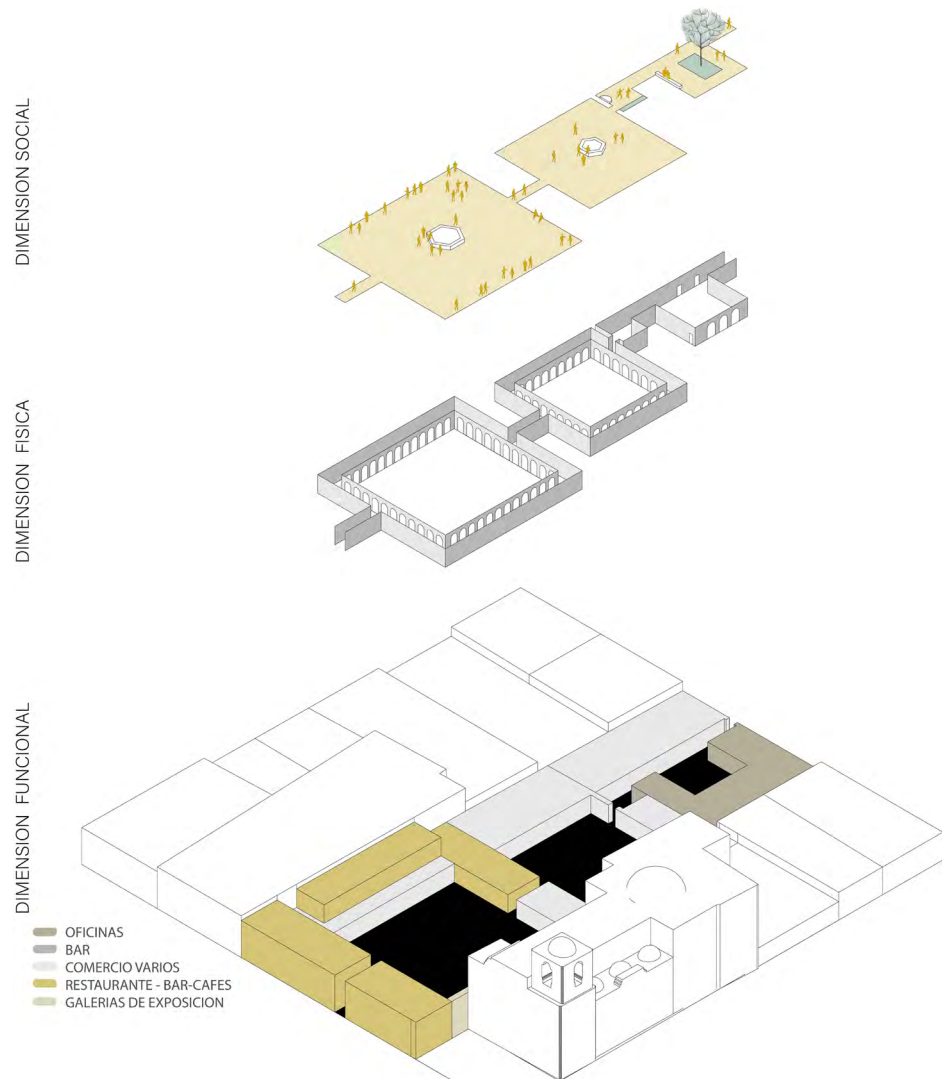 DIMENSION SOCIAL
DIMENSION FISICA
DIMENSION FUNCIONAL
OFICINAS
BAR
COMERCIO VARIOS
RESTAURANTE - BAR-CAFES
GALERIAS DE EXPOSICION